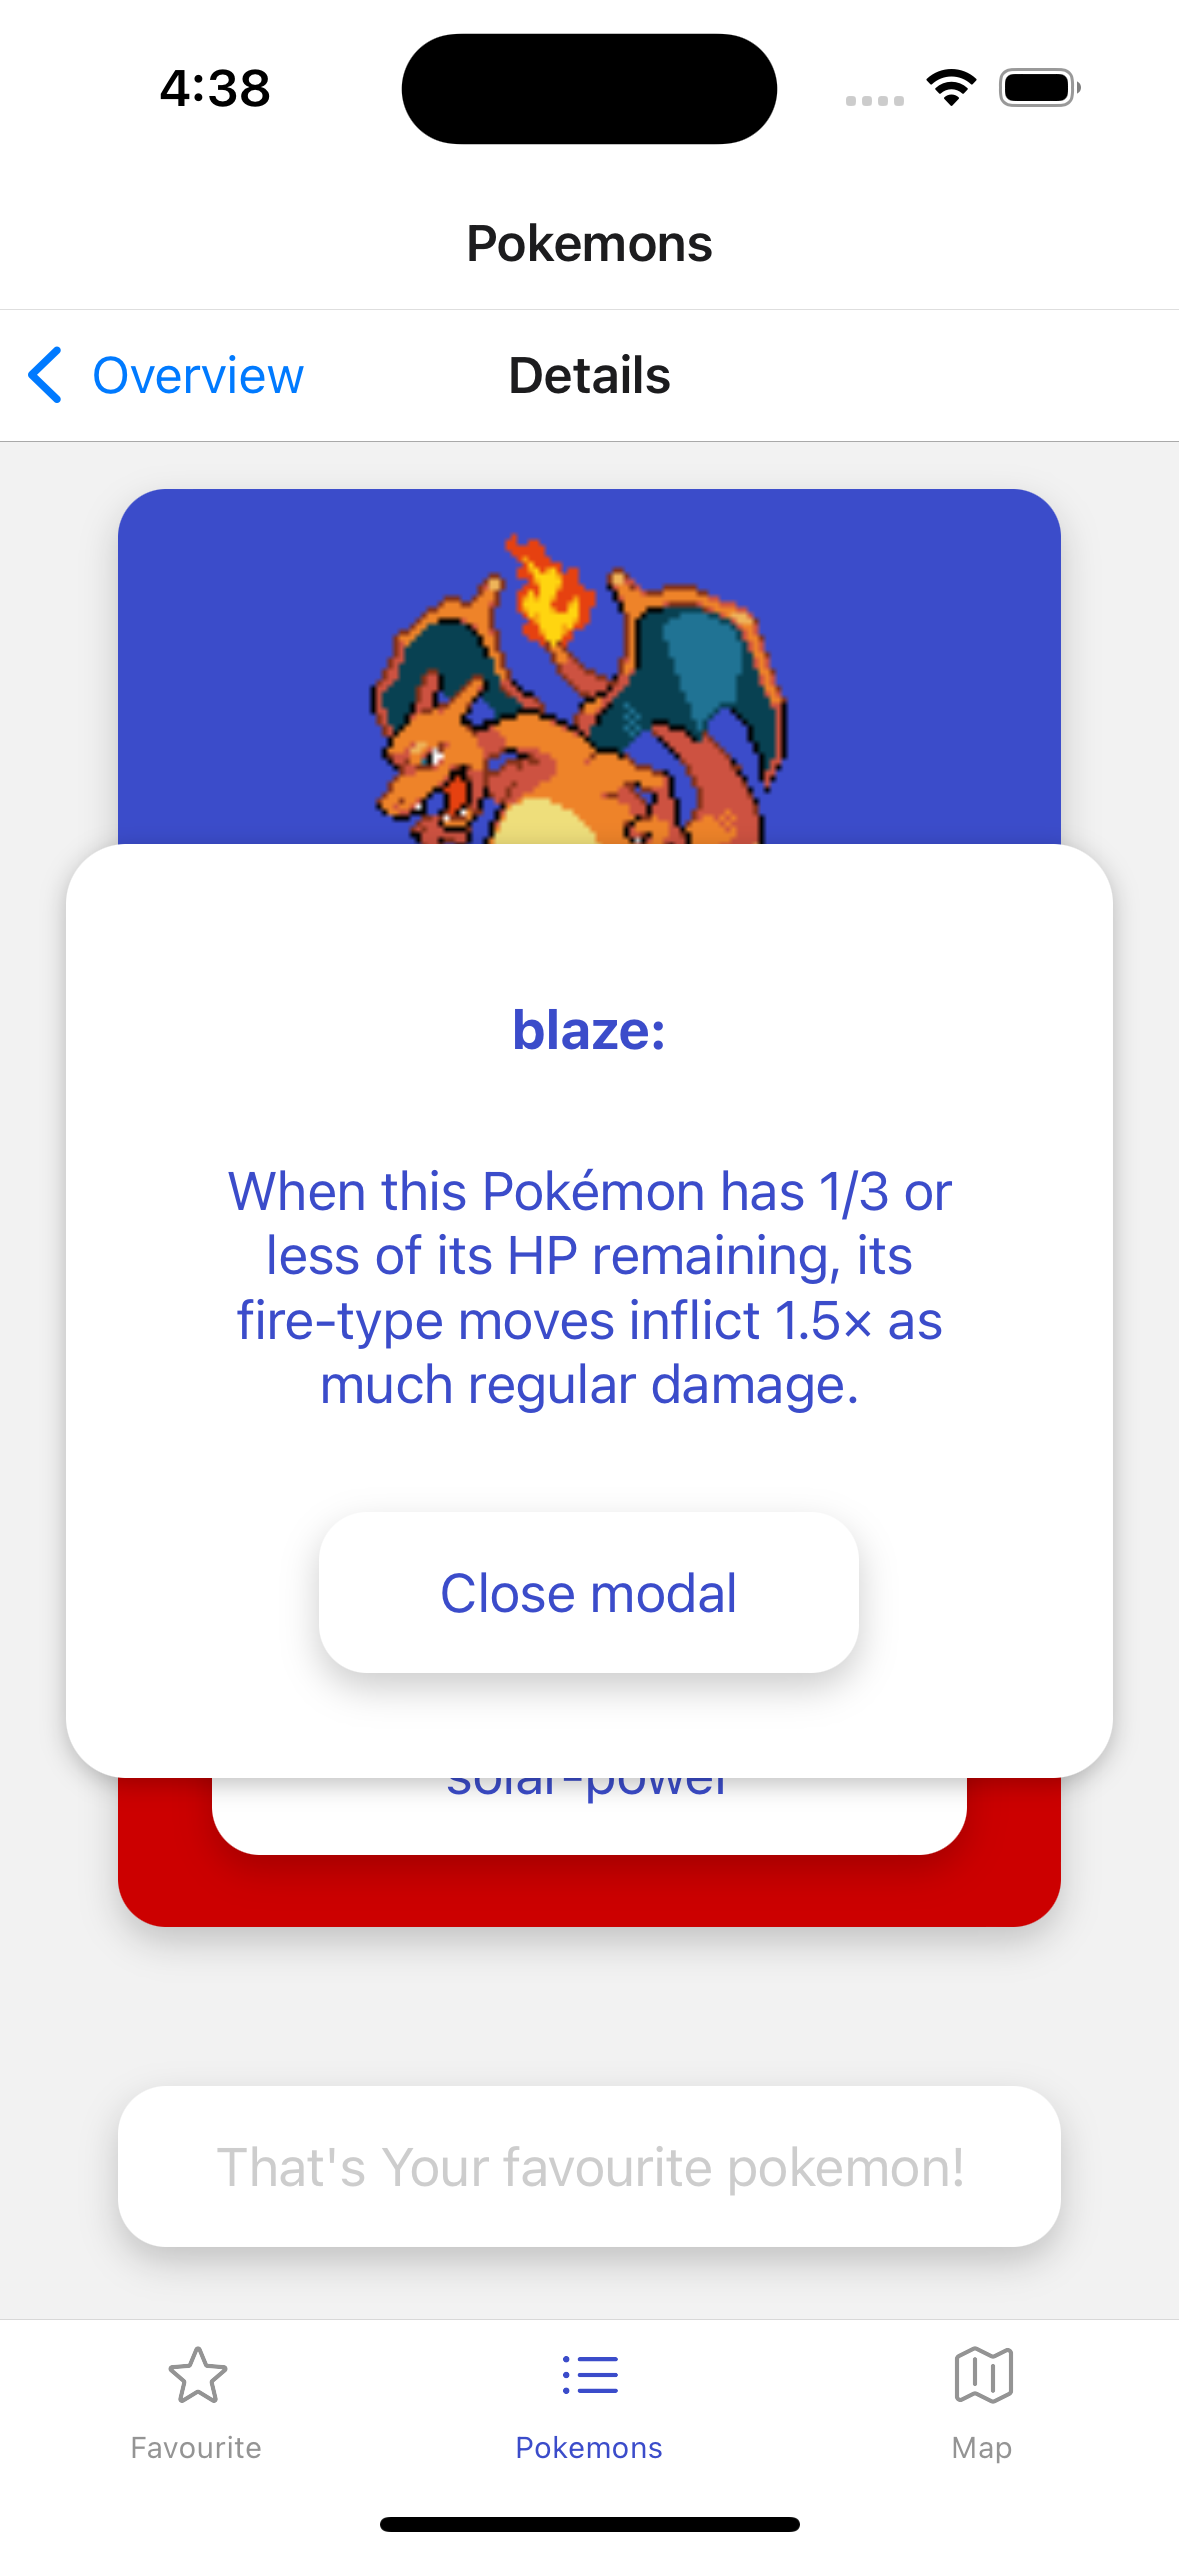 4:38
Pokemons
Overview
Details
blaze:
When this Pokémon has 1/3 or
less of its HP remaining, its
fire-type moves inflict 1.5× as
much regular damage.
Close modal
solar-power
That's Your favourite pokemon!
Favourite
Pokemons
Map